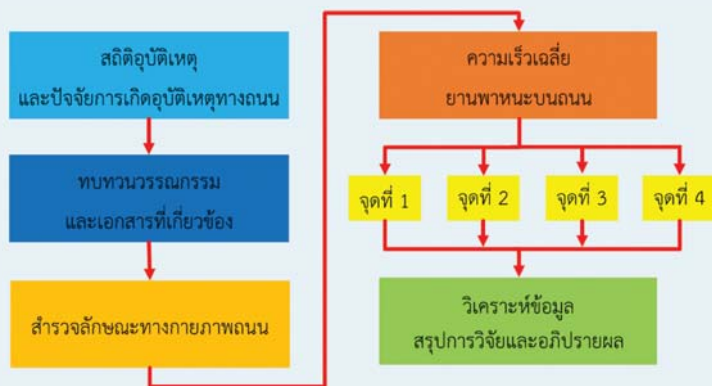 สถิติอุบัติเหตุ
และปัจจัยการเกิดอุบัติเหตุทางถนน
ทบทวนวรรณกรรม
และเอกสารที่เกี่ยวข้อง
สำรวจลักษณะทางกายภาพถนน
ความเร็วเฉลี่ย
ยานพาหนะบนถนน
จุดที่ 1
จุดที่ 2
จุดที่ 3
จุดที่ 4
วิเคราะห์ข้อมูล
สรุปการวิจัยและอภิปรายผล